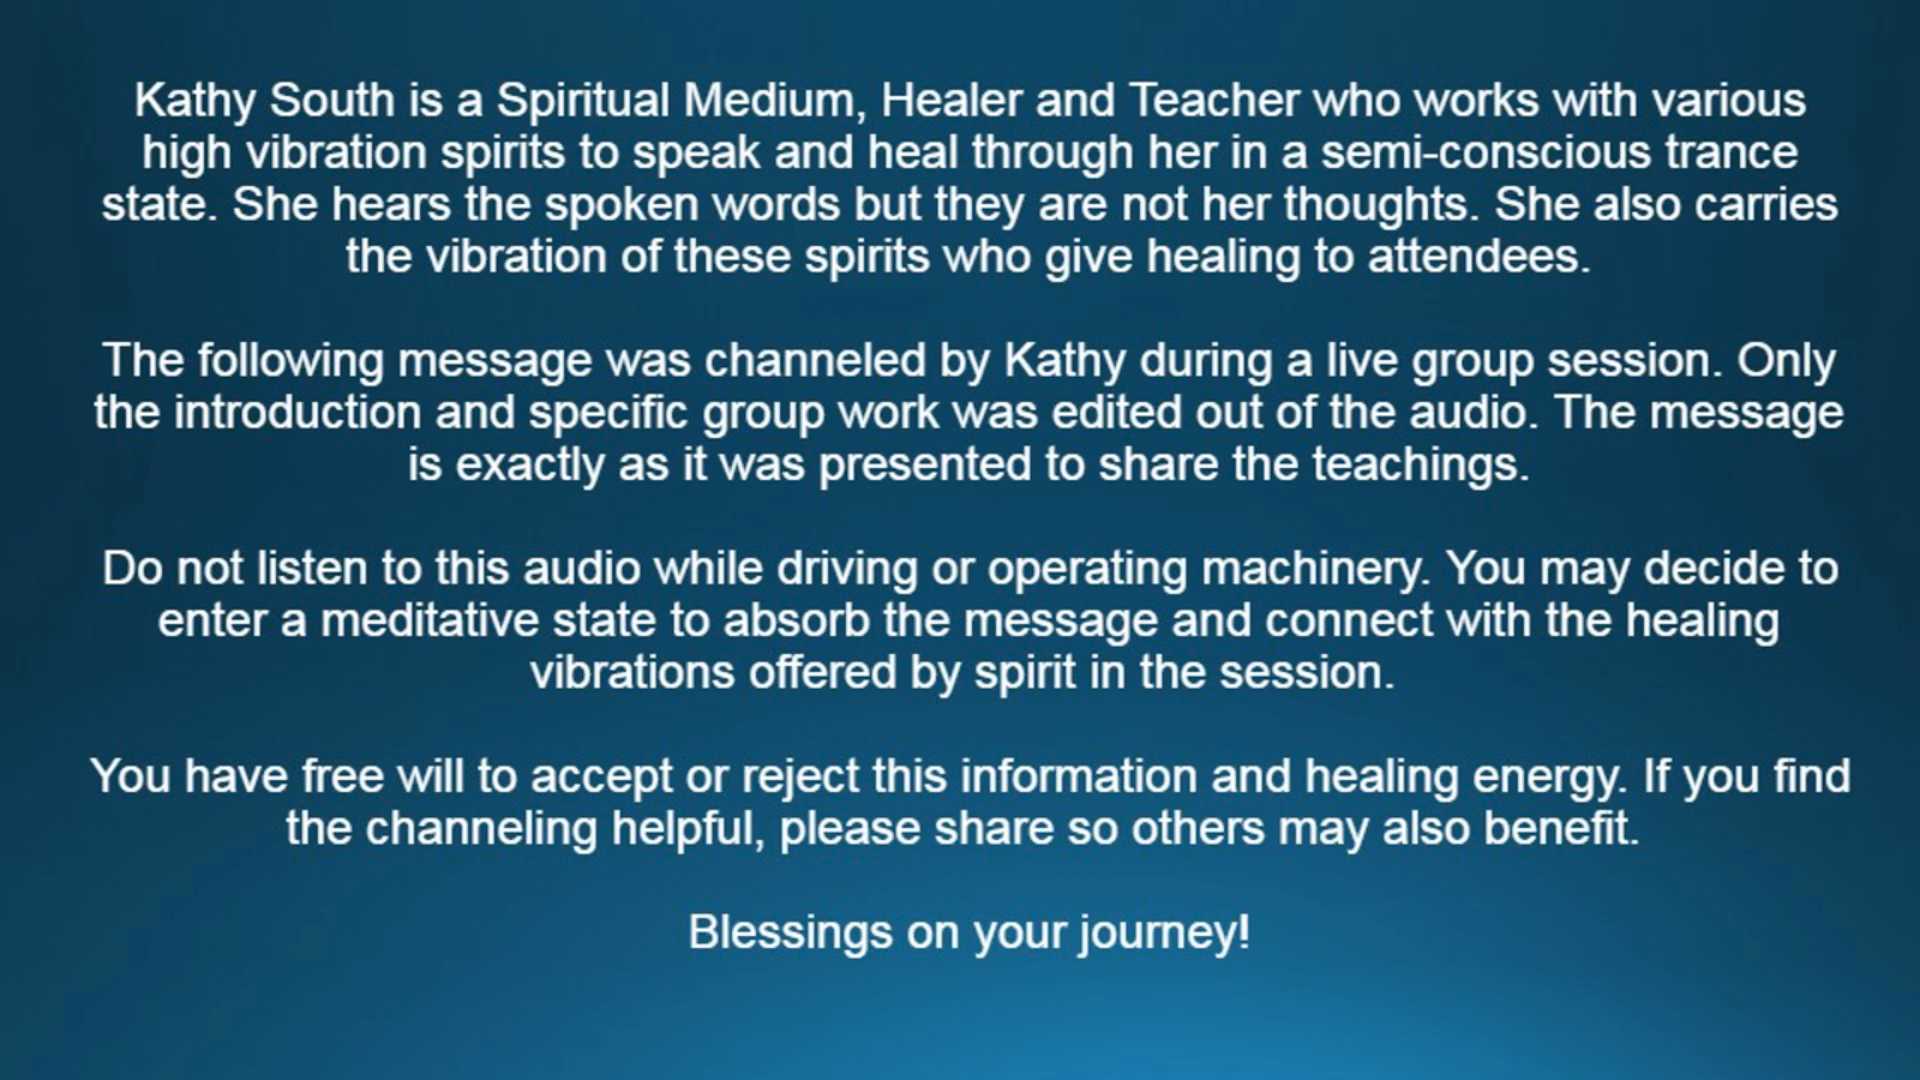 Kathy South is a Spiritual Medium, Healer and Teacher who works with various
high vibration spirits to speak and heal through her in a semi-conscious trance
state. She hears the spoken words but they are not her thoughts. She also carries
the vibration of these spirits who give healing to attendees.
The following message was channeled by Kathy during a live group session. Only
the introduction and specific group work was edited out of the audio. The message
is exactly as it was presented to share the teachings.
Do not listen to this audio while driving or operating machinery. You may decide to
enter a meditative state to absorb the message and connect with the healing
vibrations offered by spirit in the session.
You have free will to accept or reject this information and healing energy. If you find
the channeling helpful, please share so others may also benefit.
Blessings on your journey!